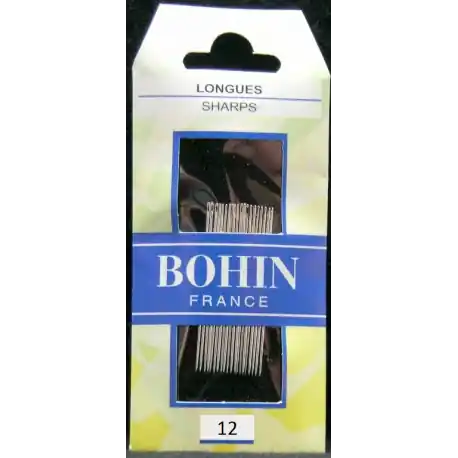 LONGUES
SHARPS
BOHIN
FRANCE
12